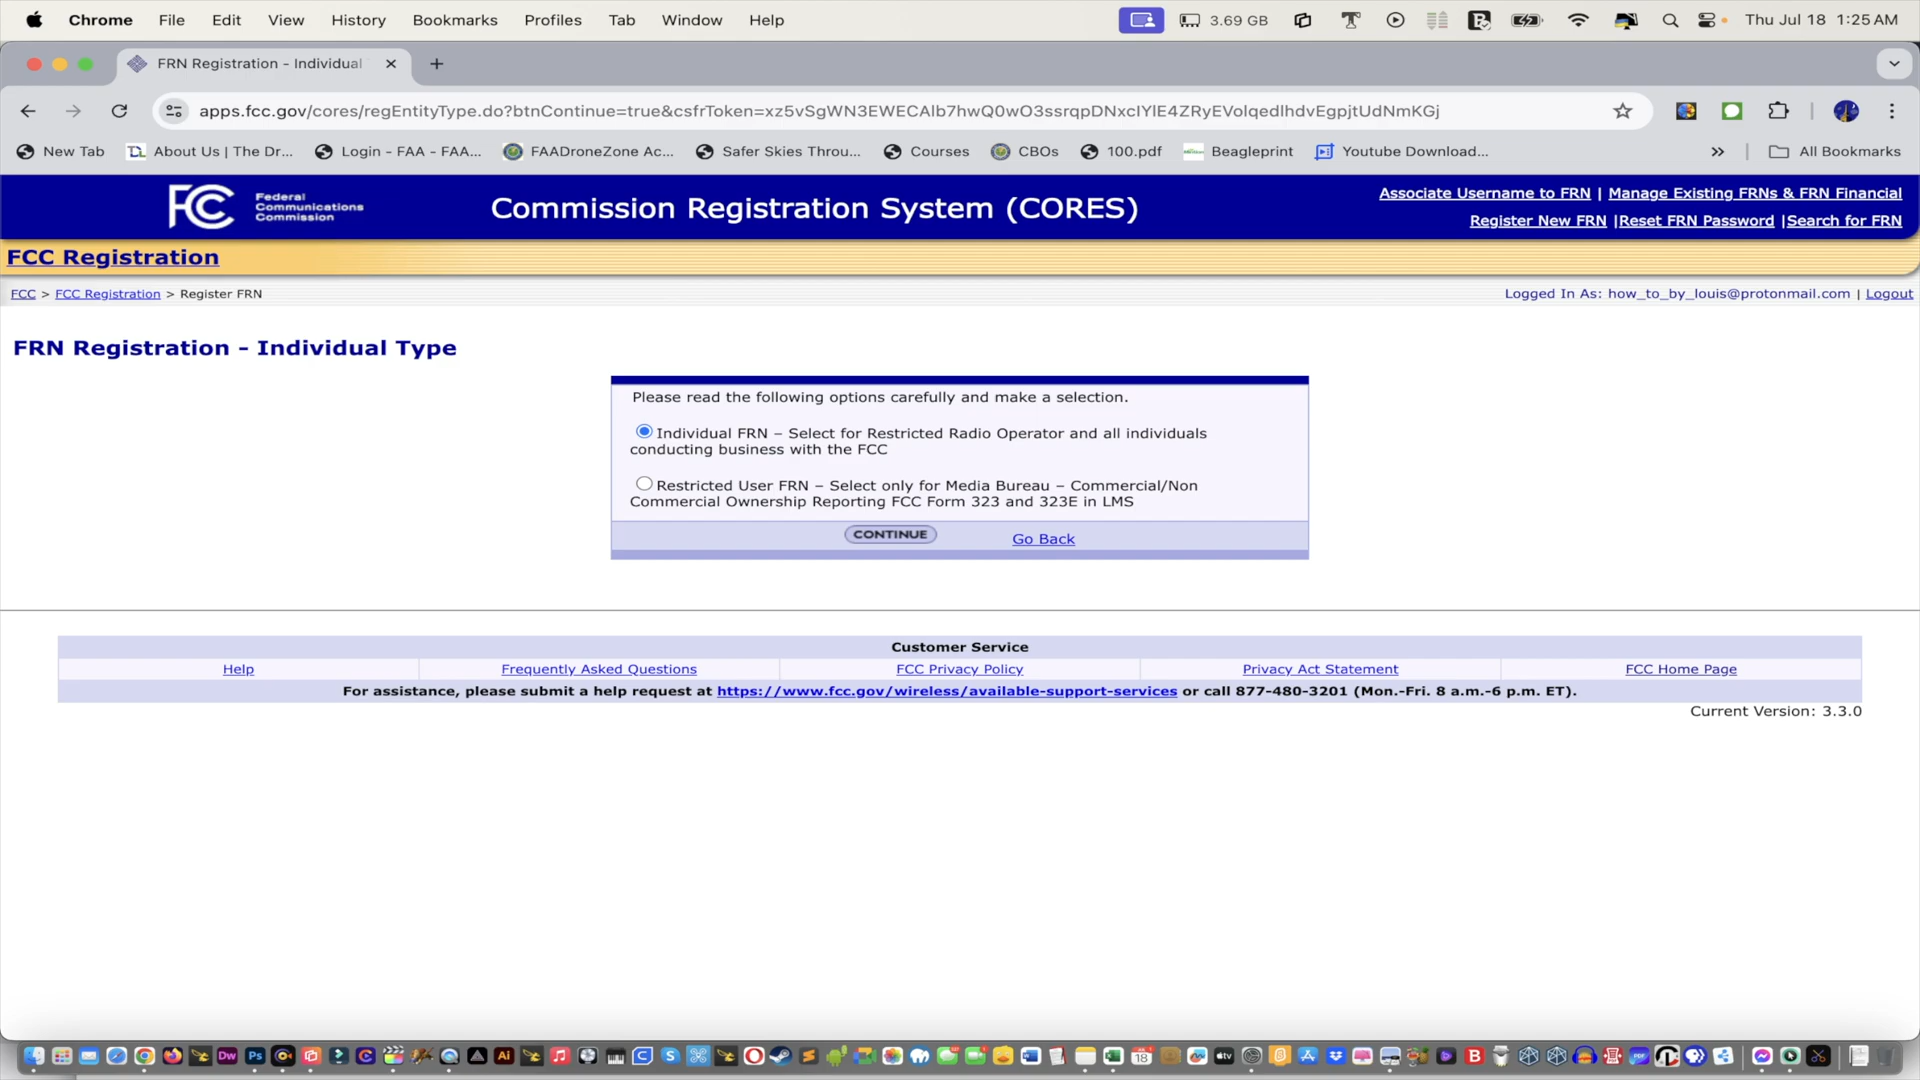 Chrome File Edit View History Bookmarks Profiles Tab Window Help 3.69 GB Thu Jul 18 1:25 AM
FRN Registration - Individual
apps.fcc.gov/cores/regEntityType.do?btnContinue=true&csfrToken=xz5vSgWN3EWECAlb7hwQ0wO3ssrqpDNxcIYlE4ZRyEVolqedlhdvEgpjtUdNmKGj
New Tab About Us | The Dr... Login - FAA - FAA... FAADroneZone Ac... Safer Skies Throu... Courses CBOs 100.pdf Beagleprint Youtube Download... » All Bookmarks
FCC Federal Communications Commission
Commission Registration System (CORES)
Associate Username to FRN | Manage Existing FRNs & FRN Financial
Register New FRN |Reset FRN Password |Search for FRN
FCC Registration
FCC > FCC Registration > Register FRN
Logged In As: how_to_by_louis@protonmail.com | Logout
FRN Registration - Individual Type
Please read the following options carefully and make a selection.
Individual FRN – Select for Restricted Radio Operator and all individuals
conducting business with the FCC
Restricted User FRN – Select only for Media Bureau – Commercial/Non
Commercial Ownership Reporting FCC Form 323 and 323E in LMS
CONTINUE Go Back
Customer Service
Help Frequently Asked Questions FCC Privacy Policy Privacy Act Statement FCC Home Page
For assistance, please submit a help request at https://www.fcc.gov/wireless/available-support-services or call 877-480-3201 (Mon.-Fri. 8 a.m.-6 p.m. ET).
Current Version: 3.3.0
Dw Ps Ai 18 tv